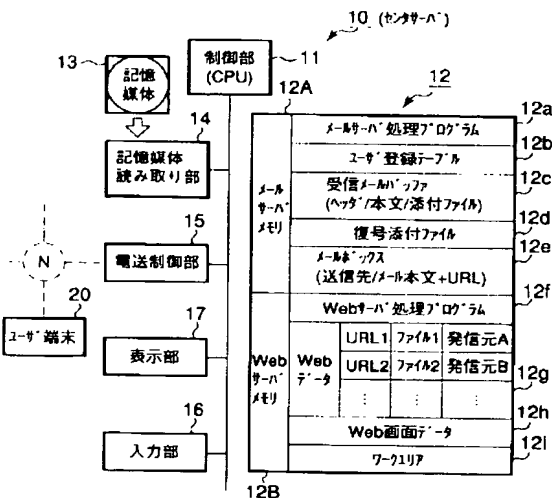 10 (センタサーバ)
制御部
(CPU)
11
13
記憶
媒体
14
記憶媒体
読み取り部
15
電送制御部
N
20
ユーザ端末
17
表示部
16
入力部
12
12A
メール
サーバ
メモリ
12a
メールサーバ処理プログラム
12b
ユーザ登録テーブル
12c
受信メールバッファ
(ヘッダ/本文/添付ファイル)
12d
復号添付ファイル
12e
メールボックス
(送信先/メール本文+URL)
12f
Webサーバ処理プログラム
Web
サーバ
メモリ
Web
データ
URL1 ファイル1 発信元A
URL2 ファイル2 発信元B
⋮ ⋮ ⋮
12g
12h
Web画面データ
12I
ワークエリア
12B